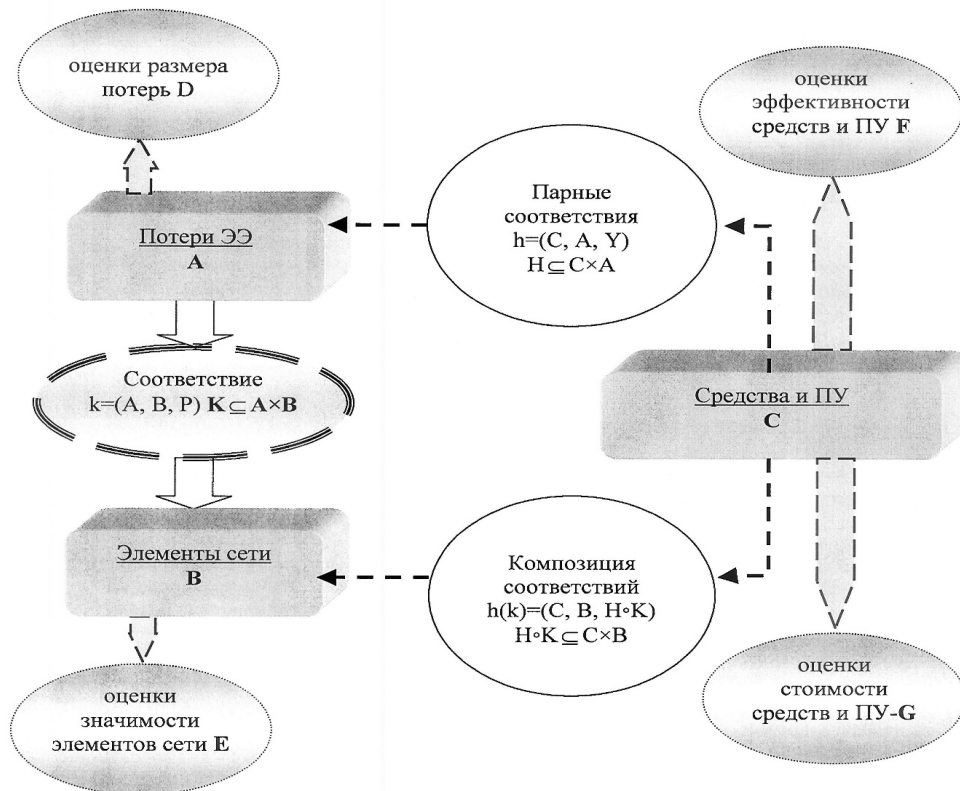 оценки размера
потерь D
оценки
эффективности
средств и ПУ F
Парные
соответствия
h=(C, A, Y)
H⊆C×A
Потери ЭЭ
A
Соответствие
k=(A, B, P) K⊆A×B
Средства и ПУ
C
Элементы сети
B
Композиция
соответствий
h(k)=(C, B, H∘K)
H∘K⊆C×B
оценки
значимости
элементов сети E
оценки
стоимости
средств и ПУ-G